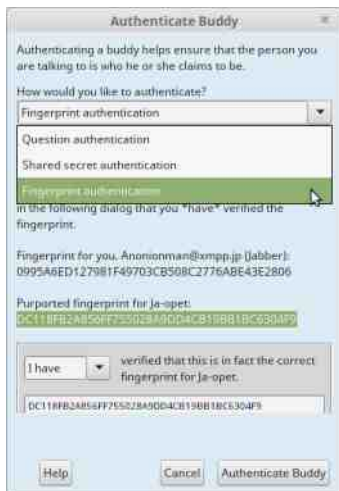 Authenticate Buddy
Authenticating a buddy helps ensure that the person you
are talking to is who he or she claims to be.
How would you like to authenticate?
Fingerprint authentication
Question authentication
Shared secret authentication
Fingerprint authentication
in the following dialog that you *have* verified the
fingerprint.
Fingerprint for you, Anonionman@xmpp.jp (Jabber):
0995A6ED127981F49703CB508C2776ABE43E2806
Purported fingerprint for Ja-opet:
DC118FB2A856FF755028A9DD4CB19BB1BC6304F9
I have
verified that this is in fact the correct
fingerprint for Ja-opet.
DC118FB2A856FF755028A9DD4CB19BB1BC6304F9
Help
Cancel
Authenticate Buddy